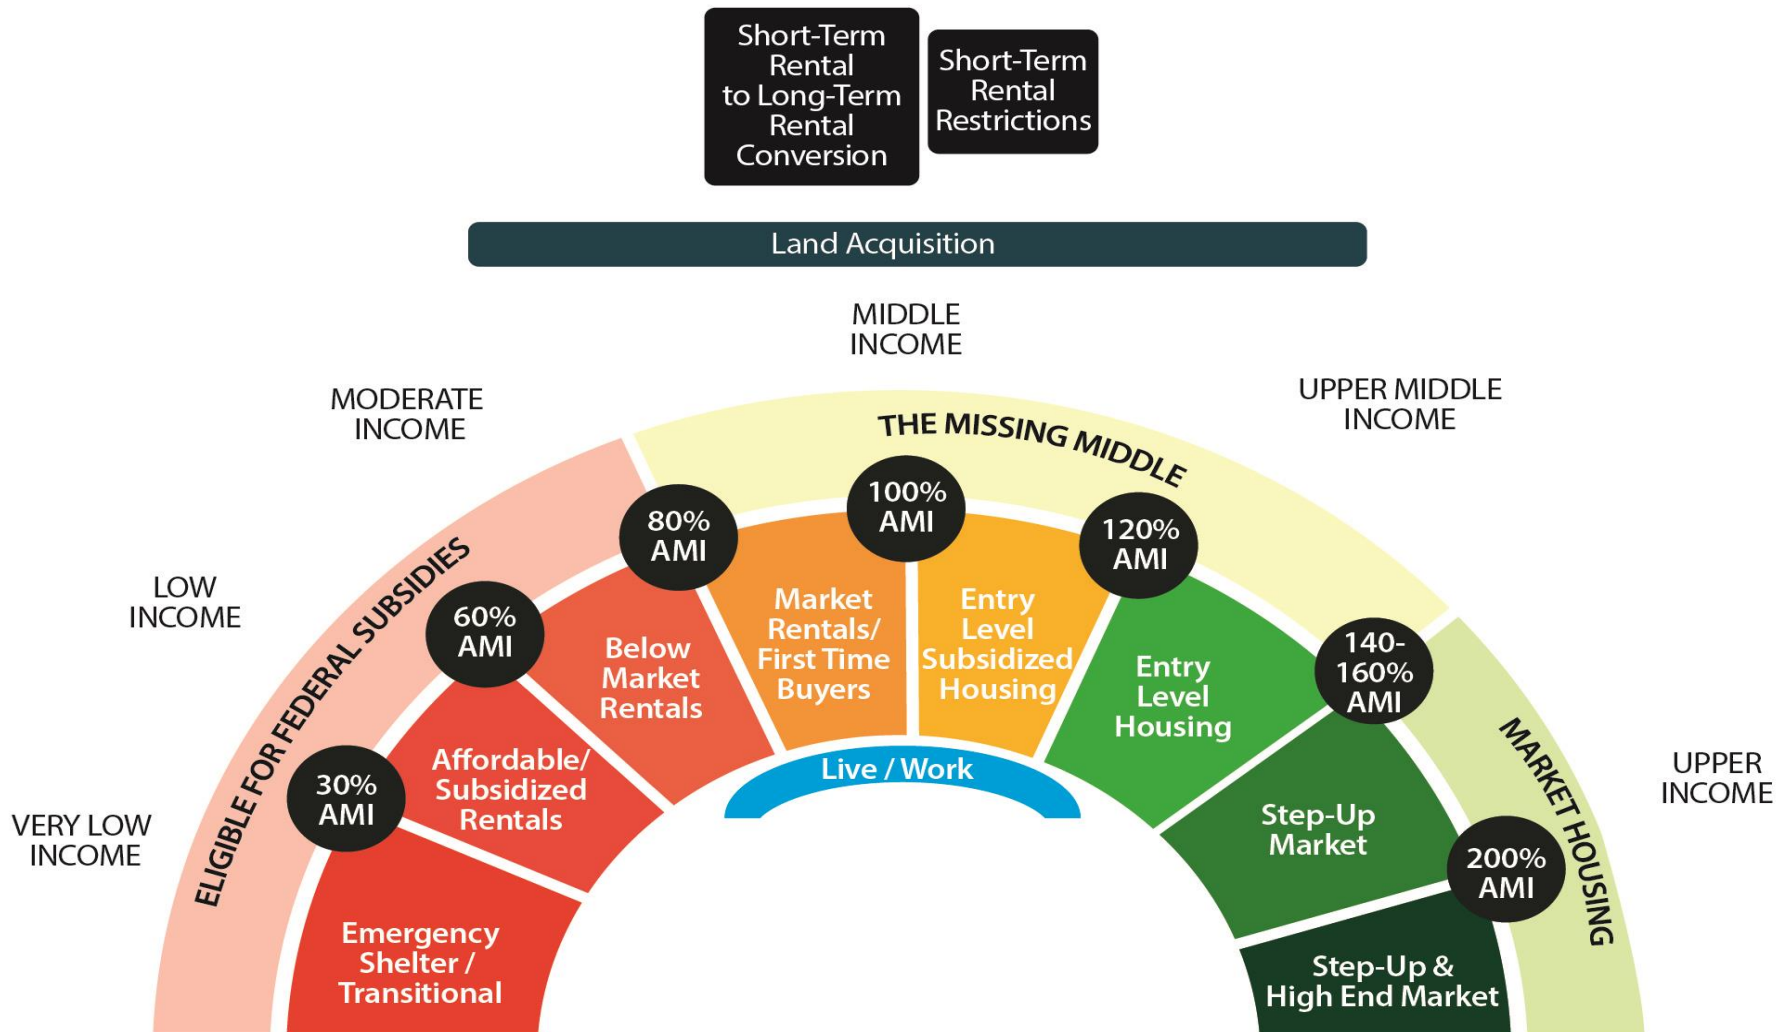 Short-Term
Rental
to Long-Term
Rental
Conversion
Short-Term
Rental
Restrictions
Land Acquisition
MIDDLE
INCOME
MODERATE
INCOME
UPPER MIDDLE
INCOME
LOW
INCOME
VERY LOW
INCOME
UPPER
INCOME
ELIGIBLE FOR FEDERAL SUBSIDIES
THE MISSING MIDDLE
MARKET HOUSING
30%
AMI
60%
AMI
80%
AMI
100%
AMI
120%
AMI
140-
160%
AMI
200%
AMI
Emergency
Shelter /
Transitional
Affordable/
Subsidized
Rentals
Below
Market
Rentals
Market
Rentals/
First Time
Buyers
Entry
Level
Subsidized
Housing
Entry
Level
Housing
Step-Up
Market
Step-Up &
High End Market
Live / Work